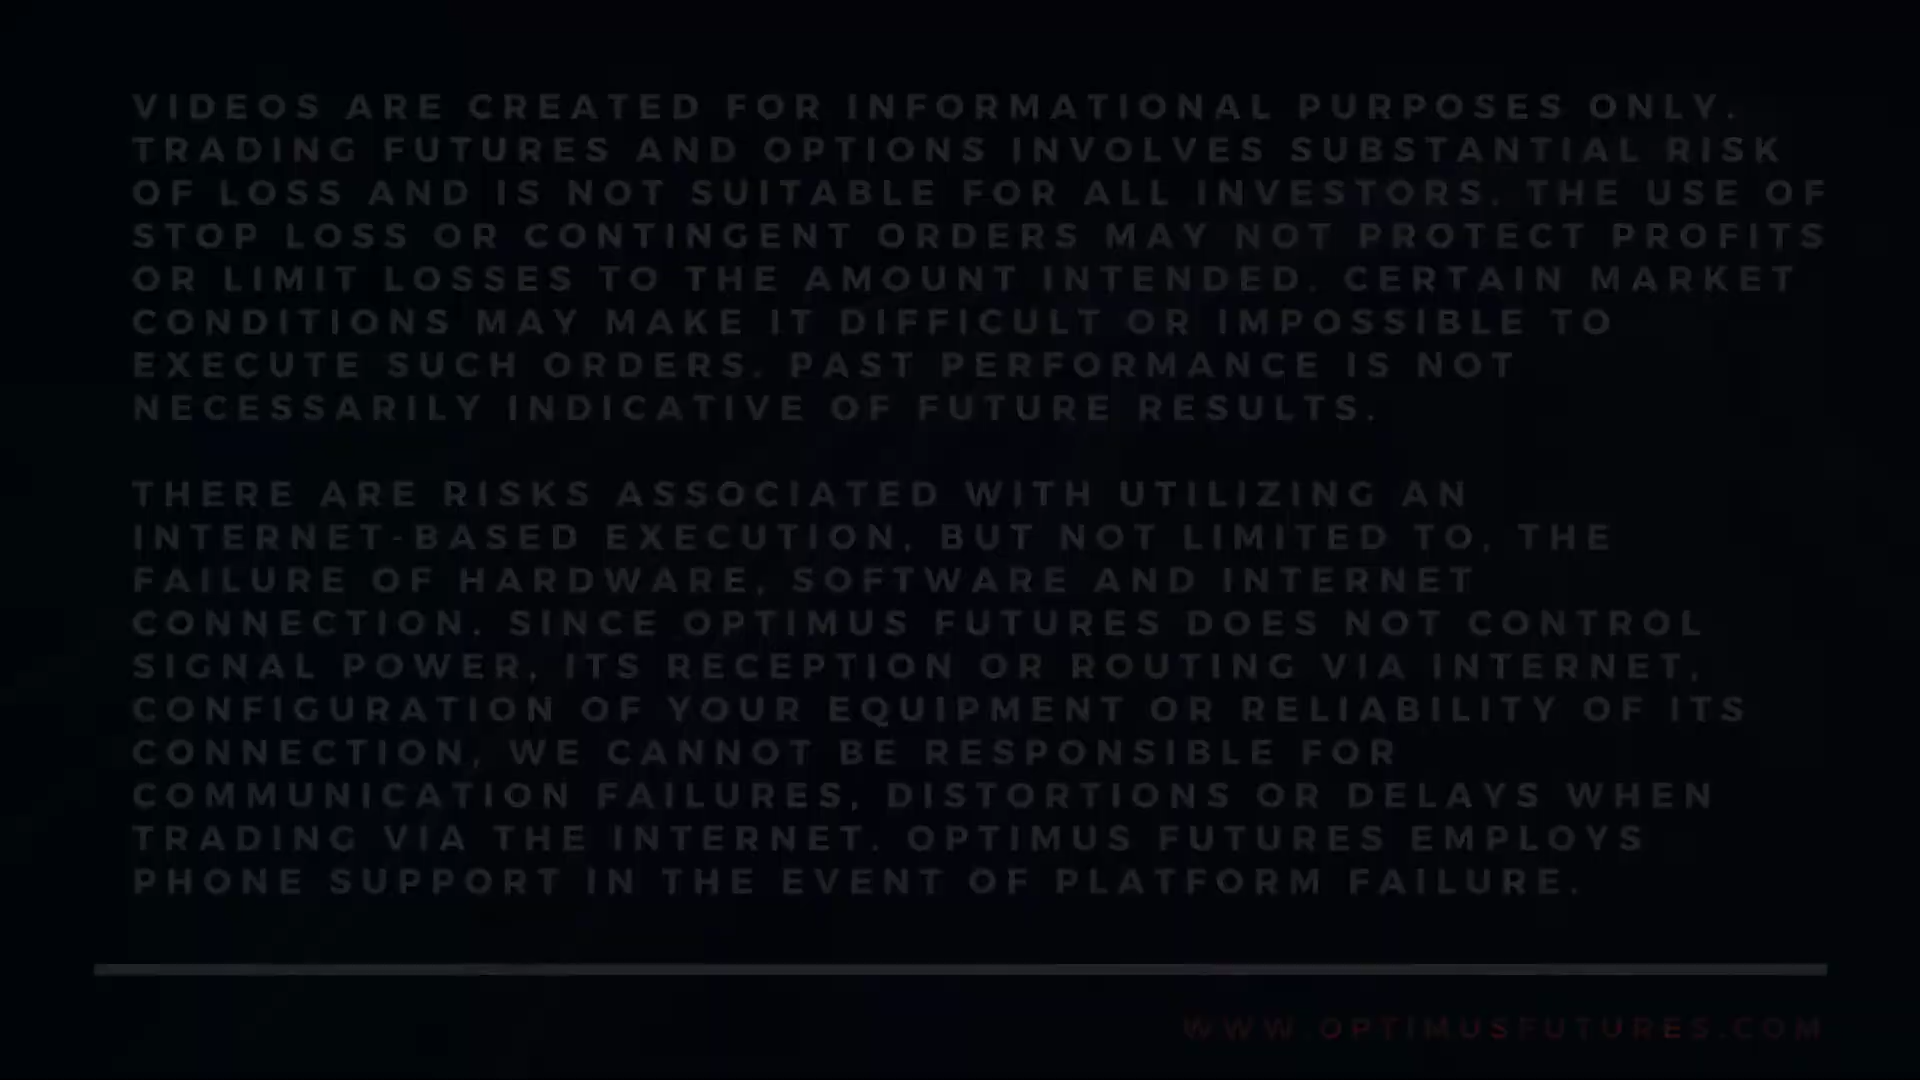 VIDEOS ARE CREATED FOR INFORMATIONAL PURPOSES ONLY.
TRADING FUTURES AND OPTIONS INVOLVES SUBSTANTIAL RISK
OF LOSS AND IS NOT SUITABLE FOR ALL INVESTORS. THE USE OF
STOP LOSS OR CONTINGENT ORDERS MAY NOT PROTECT PROFITS
OR LIMIT LOSSES TO THE AMOUNT INTENDED. CERTAIN MARKET
CONDITIONS MAY MAKE IT DIFFICULT OR IMPOSSIBLE TO
EXECUTE SUCH ORDERS. PAST PERFORMANCE IS NOT
NECESSARILY INDICATIVE OF FUTURE RESULTS.
THERE ARE RISKS ASSOCIATED WITH UTILIZING AN
INTERNET-BASED EXECUTION, BUT NOT LIMITED TO, THE
FAILURE OF HARDWARE, SOFTWARE AND INTERNET
CONNECTION. SINCE OPTIMUS FUTURES DOES NOT CONTROL
SIGNAL POWER, ITS RECEPTION OR ROUTING VIA INTERNET,
CONFIGURATION OF YOUR EQUIPMENT OR RELIABILITY OF ITS
CONNECTION, WE CANNOT BE RESPONSIBLE FOR
COMMUNICATION FAILURES, DISTORTIONS OR DELAYS WHEN
TRADING VIA THE INTERNET. OPTIMUS FUTURES EMPLOYS
PHONE SUPPORT IN THE EVENT OF PLATFORM FAILURE.
WWW.OPTIMUSFUTURES.COM